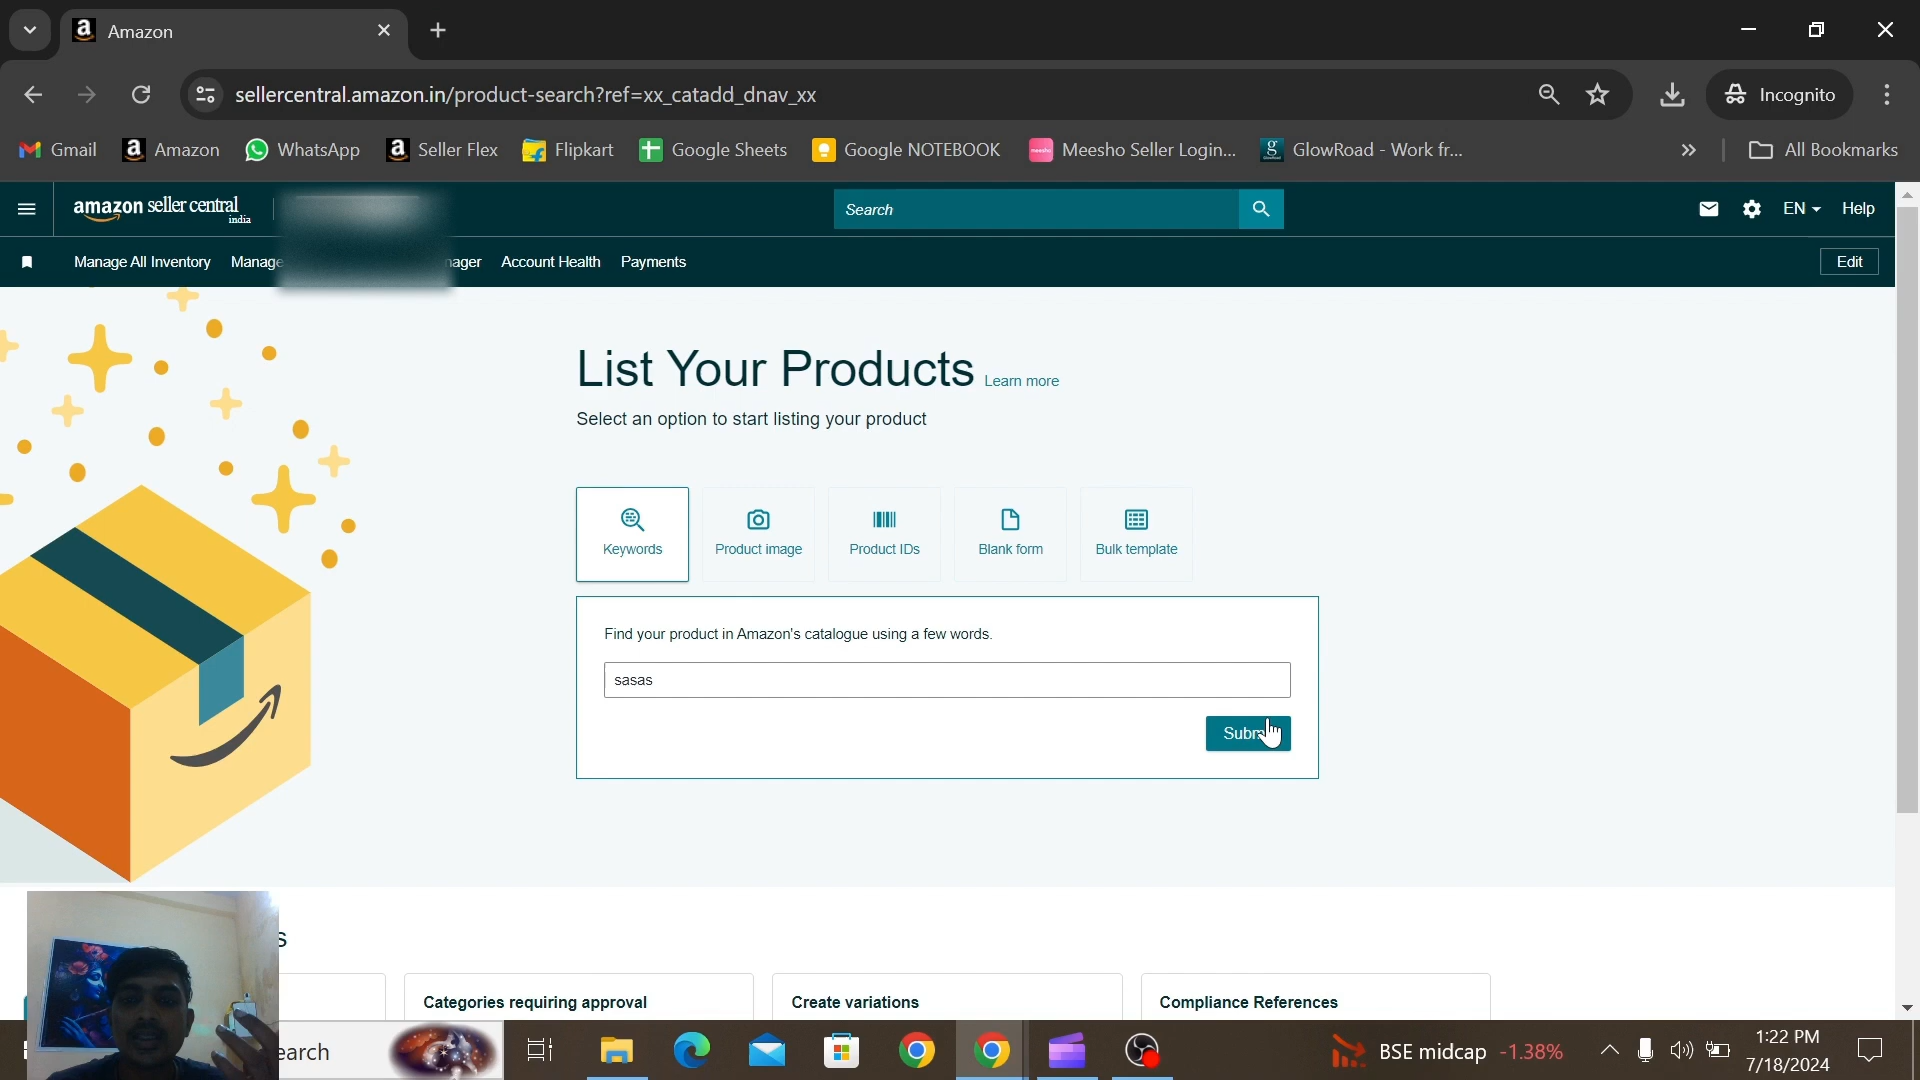 Amazon
sellercentral.amazon.in/product-search?ref=xx_catadd_dnav_xx
Incognito
Gmail
Amazon
WhatsApp
Seller Flex
Flipkart
Google Sheets
Google NOTEBOOK
Meesho Seller Login...
GlowRoad - Work fr...
All Bookmarks
amazon seller central
india
Search
EN
Help
Manage All Inventory
Manage
nager
Account Health
Payments
Edit
List Your Products Learn more
Select an option to start listing your product
Keywords
Product image
Product IDs
Blank form
Bulk template
Find your product in Amazon's catalogue using a few words.
sasas
Subm
s
Categories requiring approval
Create variations
Compliance References
earch
BSE midcap -1.38%
1:22 PM
7/18/2024